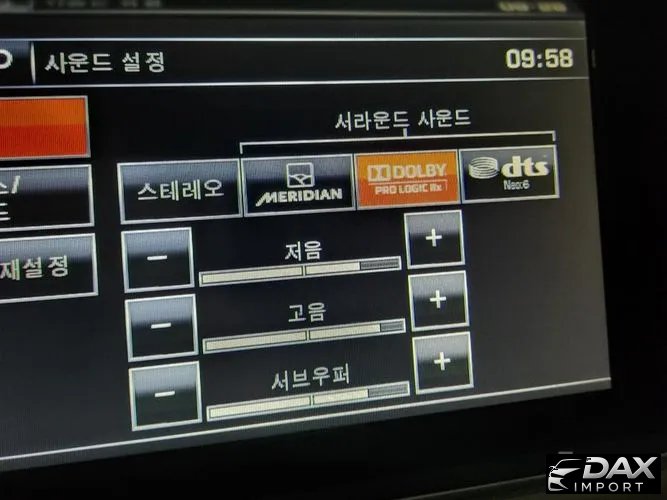 사운드 설정
09:58
서라운드 사운드
스테레오
MERIDIAN
DOLBY
PRO LOGIC IIx
dts
Neo:6
재설정
저음
고음
서브우퍼
DAX
IMPORT